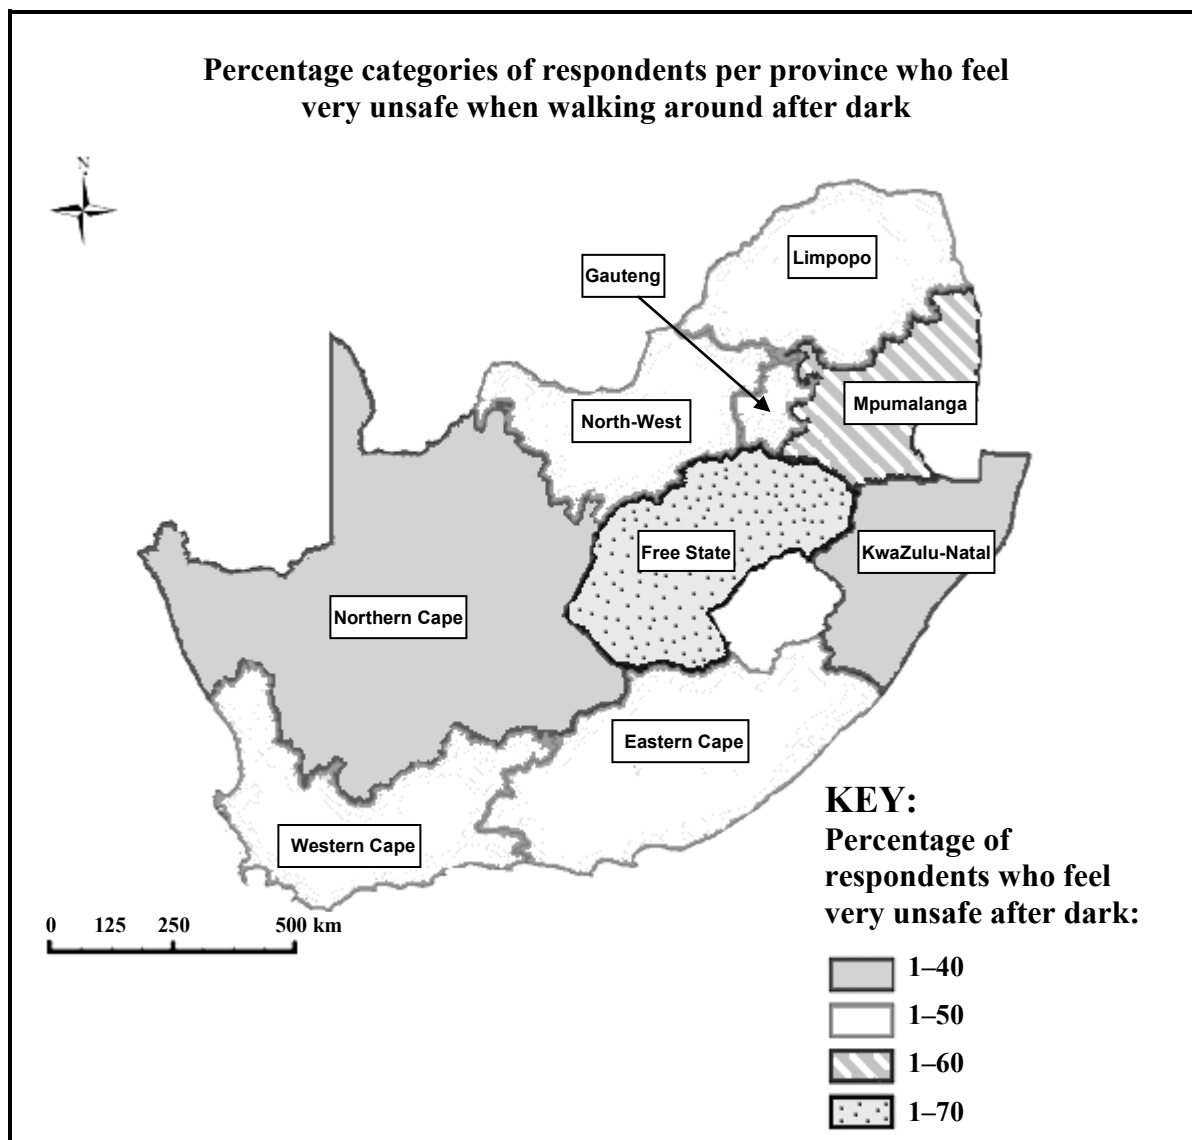 Percentage categories of respondents per province who feel
very unsafe when walking around after dark
N
Limpopo
Gauteng
Mpumalanga
North-West
Free State
KwaZulu-Natal
Northern Cape
Eastern Cape
Western Cape
KEY:
Percentage of
respondents who feel
very unsafe after dark:
0 125 250 500 km
1–40
1–50
1–60
1–70